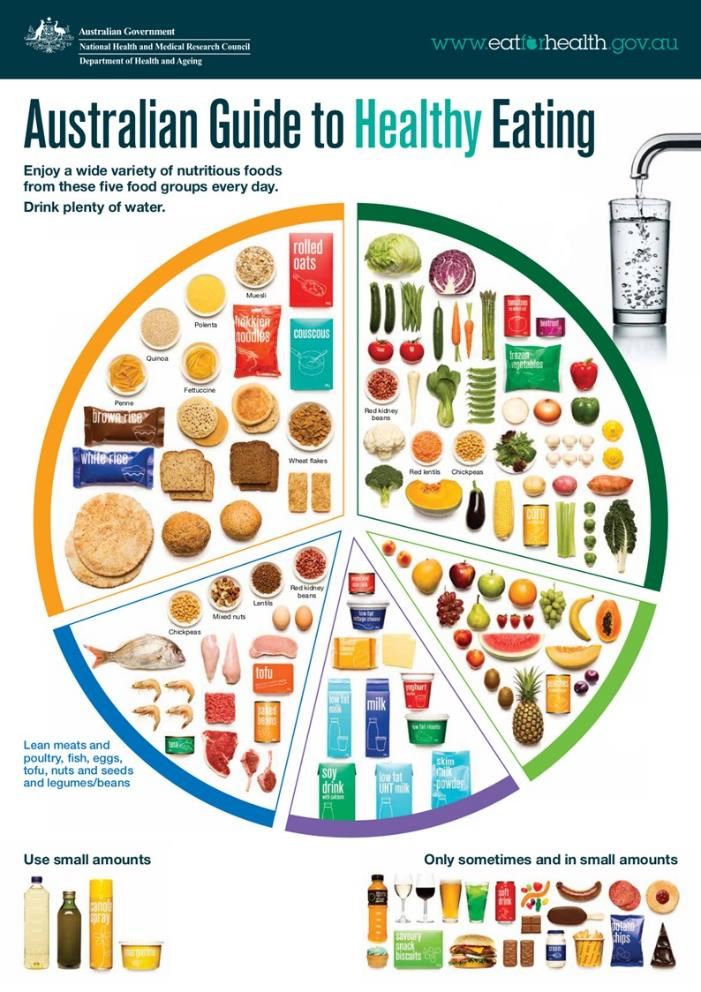 Australian Government
National Health and Medical Research Council
Department of Health and Ageing
www.eatforhealth.gov.au
Australian Guide to Healthy Eating
Enjoy a wide variety of nutritious foods
from these five food groups every day.
Drink plenty of water.
Muesli
rolled
oats
Polenta
hokkien
noodles
couscous
Quinoa
Fettuccine
Penne
brown rice
white rice
Wheat flakes
tomatoes
beetroot
frozen
vegetables
Red kidney
beans
Red lentils
Chickpeas
corn
Red kidney
beans
Lentils
Mixed nuts
Chickpeas
tofu
baked
beans
tuna
Lean meats and
poultry, fish, eggs,
tofu, nuts and seeds
and legumes/beans
low fat
cottage cheese
yoghurt
low fat
milk
milk
low fat ricotta
soy
drink
with calcium
low fat
UHT milk
skim
milk
powder
peaches
Use small amounts
canola
spray
margarine
Only sometimes and in small amounts
soft
drink
savoury
snack
biscuits
cream
potato
chips